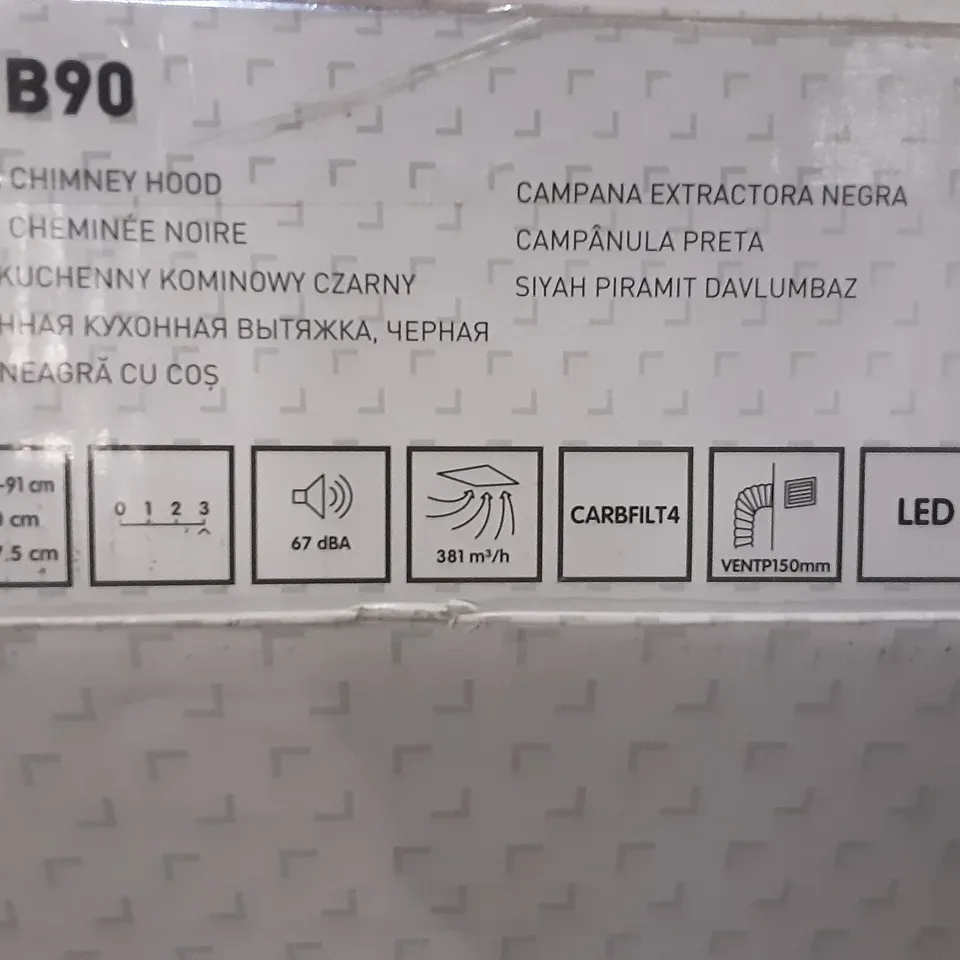 B90
CHIMNEY HOOD
CHEMINÉE NOIRE
KUCHENNY KOMINOWY CZARNY
ННАЯ КУХОННАЯ ВЫТЯЖКА, ЧЕРНАЯ
NEAGRĂ CU COȘ
CAMPANA EXTRACTORA NEGRA
CAMPÂNULA PRETA
SIYAH PIRAMIT DAVLUMBAZ
-91 cm
cm
.5 cm
0 1 2 3
67 dBA
381 m³/h
CARBFILT4
VENTP150mm
LED